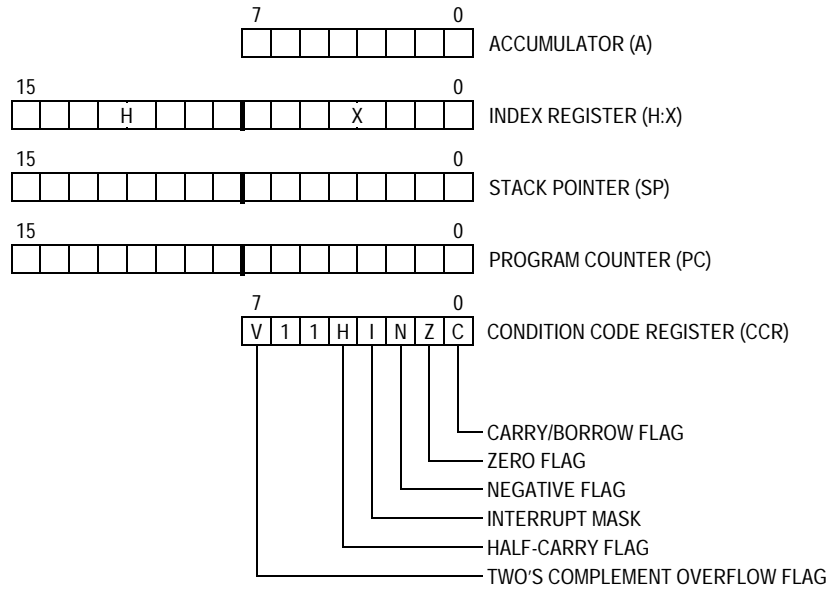 7 0
ACCUMULATOR (A)
15 0
H X INDEX REGISTER (H:X)
15 0
STACK POINTER (SP)
15 0
PROGRAM COUNTER (PC)
7 0
V 1 1 H I N Z C CONDITION CODE REGISTER (CCR)
CARRY/BORROW FLAG
ZERO FLAG
NEGATIVE FLAG
INTERRUPT MASK
HALF-CARRY FLAG
TWO'S COMPLEMENT OVERFLOW FLAG